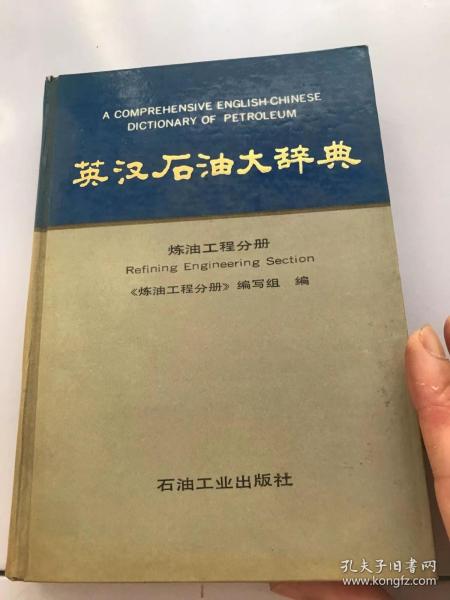 A COMPREHENSIVE ENGLISH-CHINESE
DICTIONARY OF PETROLEUM
英汉石油大辞典
炼油工程分册
Refining Engineering Section
《炼油工程分册》编写组 编
石油工业出版社
孔夫子旧书网
www.kongfz.com